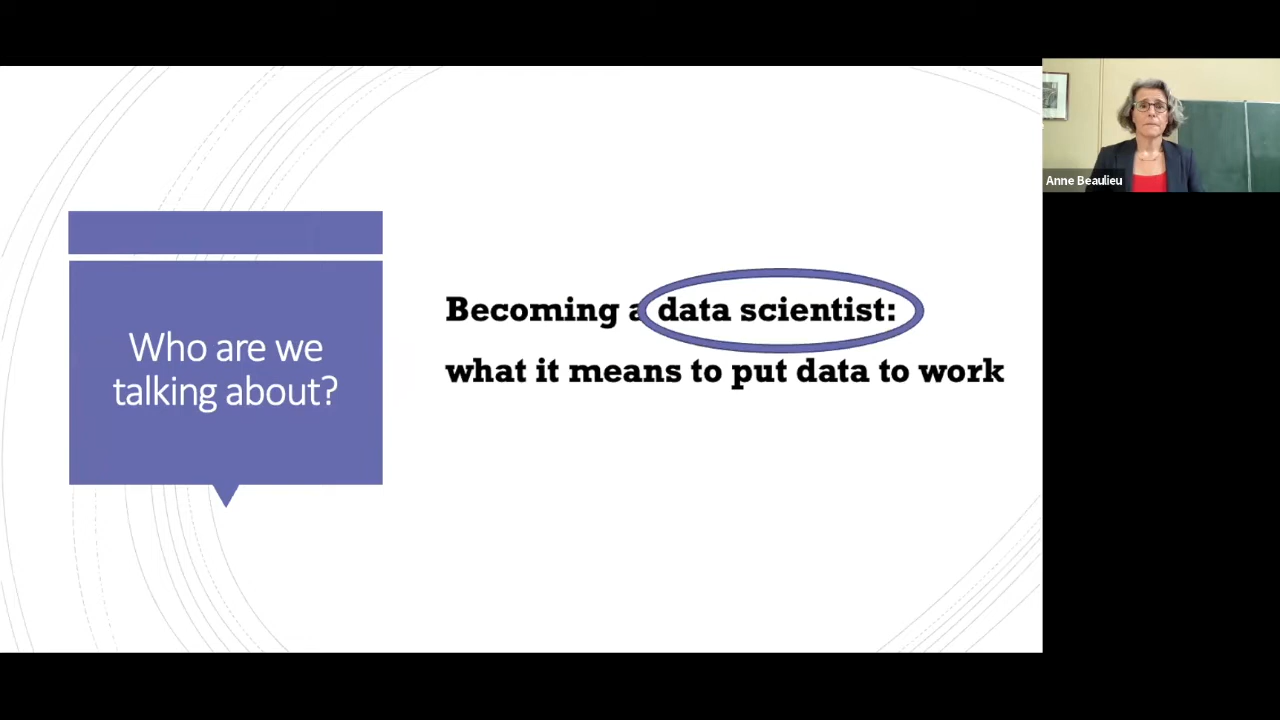 Who are we
talking about?
Becoming a data scientist:
what it means to put data to work
Anne Beaulieu